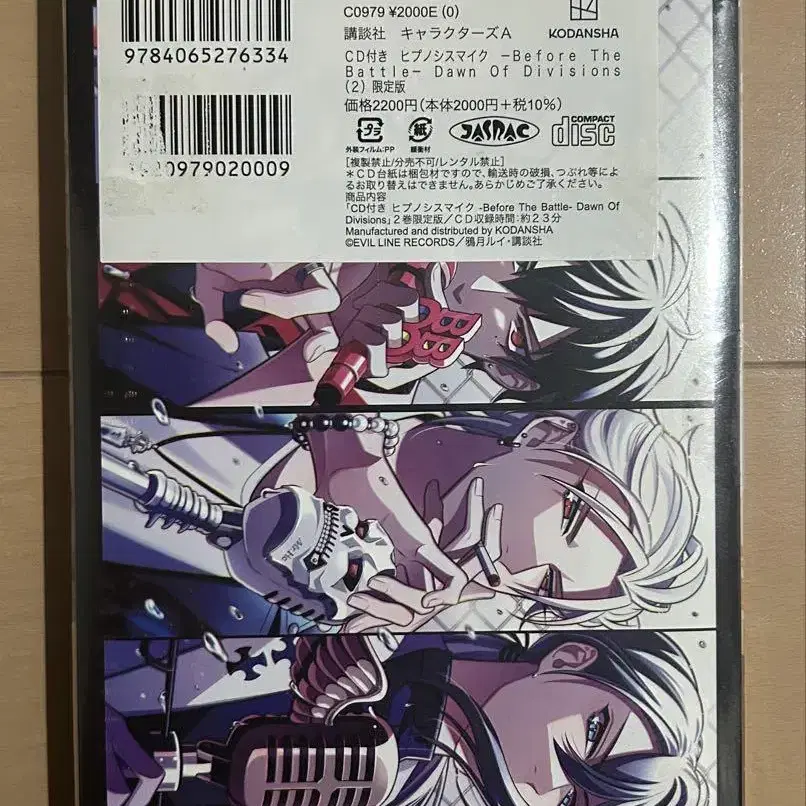 C0979 ¥2000E (0)
9784065276334
講談社 キャラクターズA
KODANSHA
CD付き ヒプノシスマイク -Before The
Battle- Dawn Of Divisions
(2) 限定版
価格2200円(本体2000円+税10%)
プラ
外装フィルム:PP
紙
緩衝材
JASRAC
COMPACT
disc
0979020009
[複製禁止/分売不可/レンタル禁止]
*CD台紙は梱包材ですので、輸送時の破損、つぶれ等に
よるお取り替えはできません。あらかじめご了承ください。
商品内容
「CD付き ヒプノシスマイク -Before The Battle- Dawn Of
Divisions」2巻限定版/CD収録時間:約23分
Manufactured and distributed by KODANSHA
©EVIL LINE RECORDS/鴉月ルイ・講談社
BB
Mr.Hc